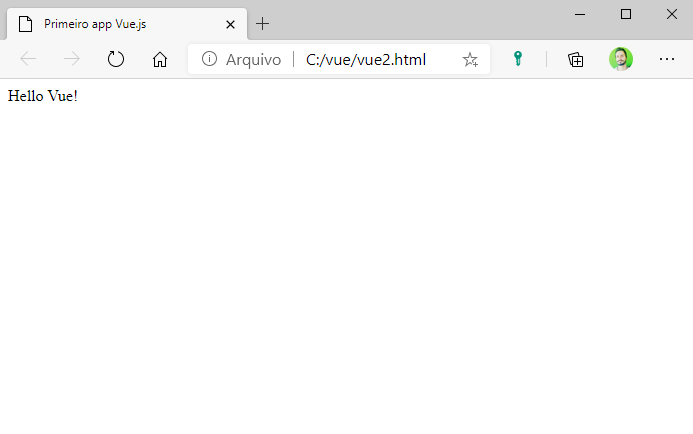 Primeiro app Vue.js
Arquivo C:/vue/vue2.html
Hello Vue!